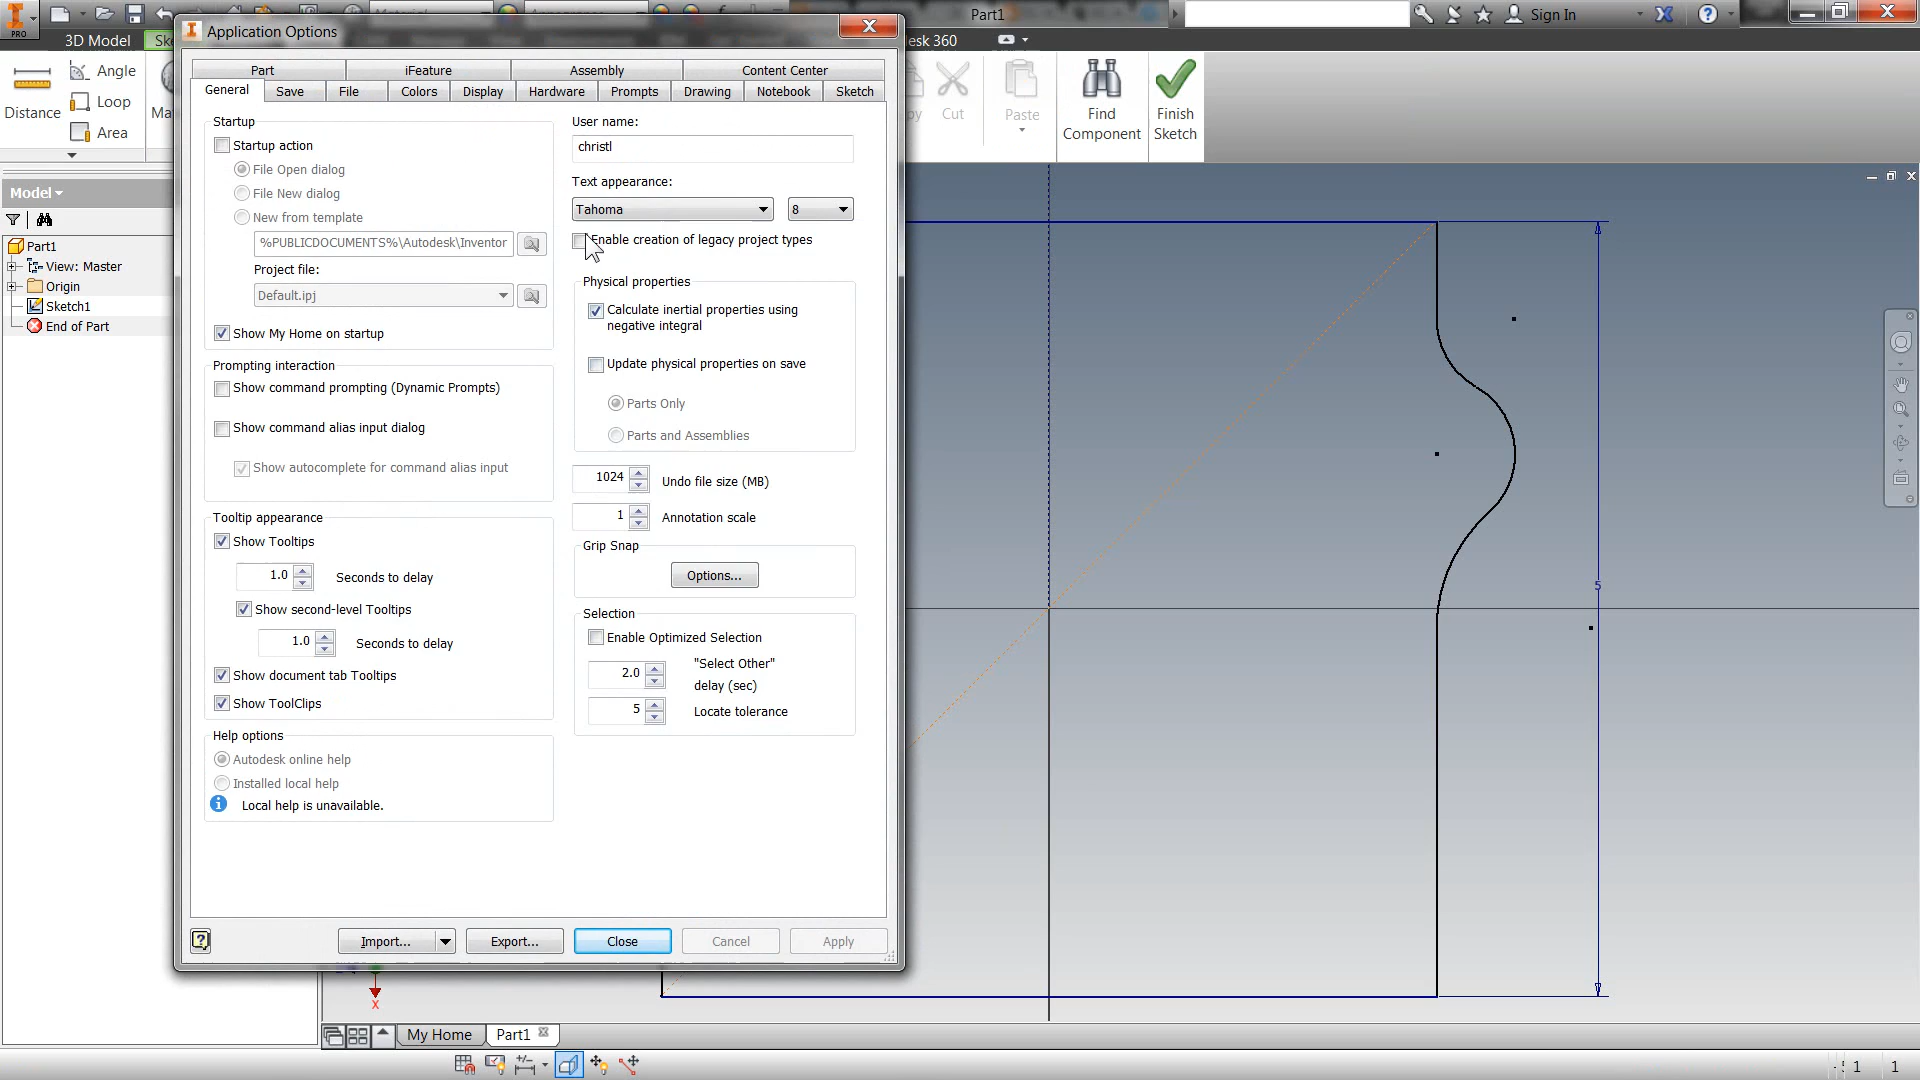 PRO
Part1
Sign In
3D Model
Sk
desk 360
Application Options
Distance
Angle
Loop
Area
Ma
py
Cut
Paste
Find
Component
Finish
Sketch
Model
Part1
View: Master
Origin
Sketch1
End of Part
Part
iFeature
Assembly
Content Center
General
Save
File
Colors
Display
Hardware
Prompts
Drawing
Notebook
Sketch
Startup
Startup action
File Open dialog
File New dialog
New from template
%PUBLICDOCUMENTS%\Autodesk\Inventor
Project file:
Default.ipj
Show My Home on startup
Prompting interaction
Show command prompting (Dynamic Prompts)
Show command alias input dialog
Show autocomplete for command alias input
Tooltip appearance
Show Tooltips
1.0 Seconds to delay
Show second-level Tooltips
1.0 Seconds to delay
Show document tab Tooltips
Show ToolClips
Help options
Autodesk online help
Installed local help
Local help is unavailable.
User name:
christl
Text appearance:
Tahoma
8
Enable creation of legacy project types
Physical properties
Calculate inertial properties using
negative integral
Update physical properties on save
Parts Only
Parts and Assemblies
1024 Undo file size (MB)
1 Annotation scale
Grip Snap
Options...
Selection
Enable Optimized Selection
2.0 "Select Other"
delay (sec)
5 Locate tolerance
Import...
Export...
Close
Cancel
Apply
5
X
My Home
Part1
1
1